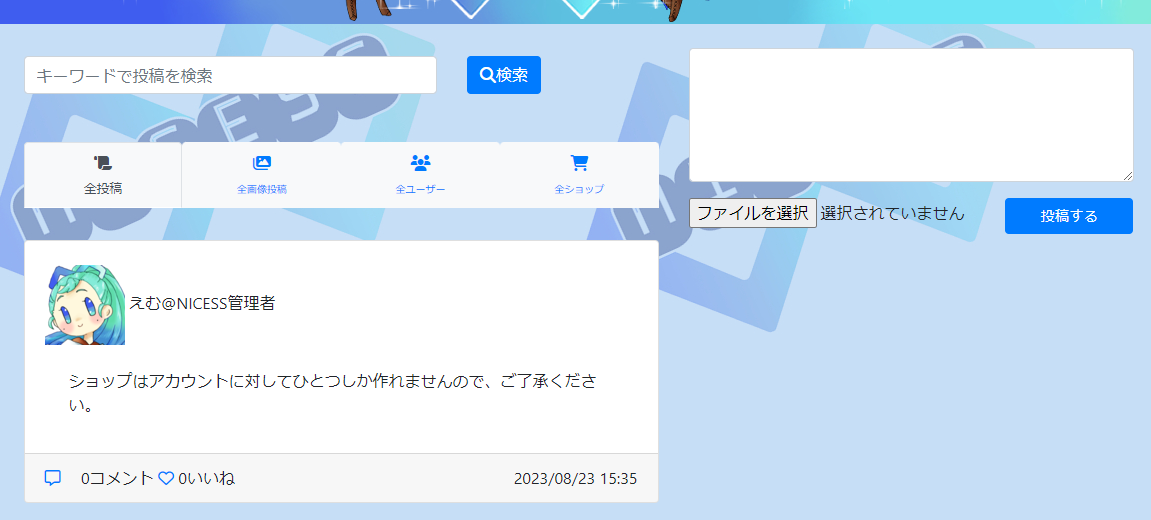 キーワードで投稿を検索
検索
全投稿
全画像投稿
全ユーザー
全ショップ
ファイルを選択 選択されていません
投稿する
えむ@NICESS管理者
ショップはアカウントに対してひとつしか作れませんので、ご了承くださ
い。
0コメント 0いいね
2023/08/23 15:35